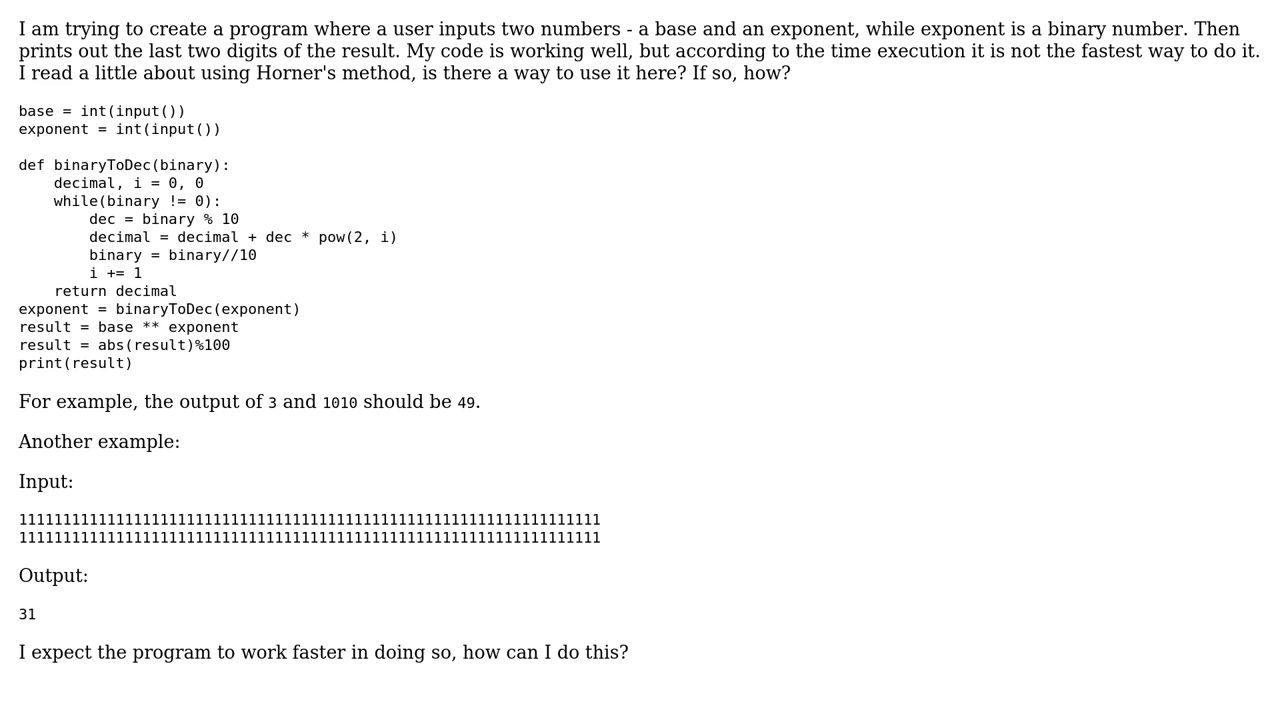 I am trying to create a program where a user inputs two numbers - a base and an exponent, while exponent is a binary number. Then
prints out the last two digits of the result. My code is working well, but according to the time execution it is not the fastest way to do it.
I read a little about using Horner's method, is there a way to use it here? If so, how?
base = int(input())
exponent = int(input())
def binaryToDec(binary):
    decimal, i = 0, 0
    while(binary != 0):
        dec = binary % 10
        decimal = decimal + dec * pow(2, i)
        binary = binary//10
        i += 1
    return decimal
exponent = binaryToDec(exponent)
result = base ** exponent
result = abs(result)%100
print(result)
For example, the output of 3 and 1010 should be 49.
Another example:
Input:
111111111111111111111111111111111111111111111111111111111111111111
111111111111111111111111111111111111111111111111111111111111111111
Output:
31
I expect the program to work faster in doing so, how can I do this?